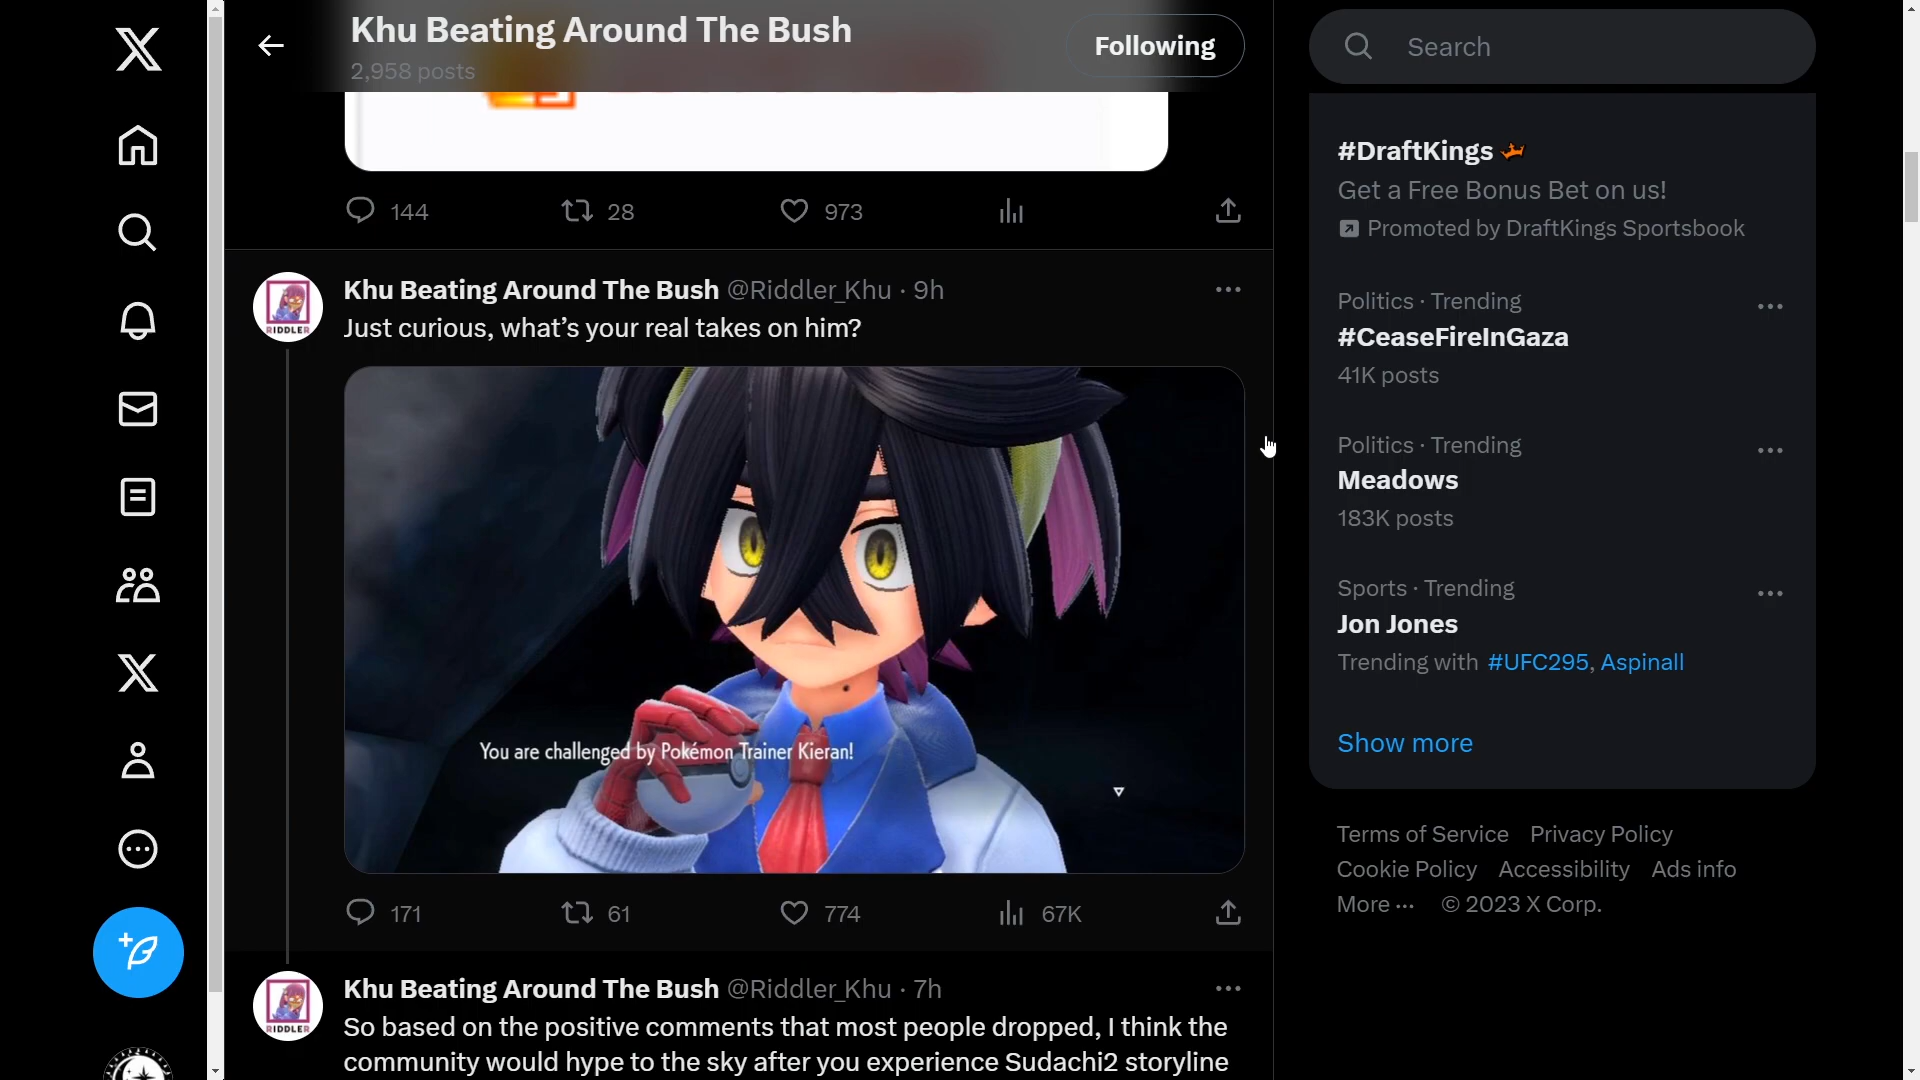 Khu Beating Around The Bush
2,958 posts
Following
Search
144
28
973
Khu Beating Around The Bush @Riddler_Khu · 9h
Just curious, what's your real takes on him?
RIDDLER
You are challenged by Pokémon Trainer Kieran!
171
61
774
67K
Khu Beating Around The Bush @Riddler_Khu · 7h
So based on the positive comments that most people dropped, I think the
community would hype to the sky after you experience Sudachi2 storyline
RIDDLER
#DraftKings
Get a Free Bonus Bet on us!
Promoted by DraftKings Sportsbook
Politics · Trending
#CeaseFireInGaza
41K posts
Politics · Trending
Meadows
183K posts
Sports · Trending
Jon Jones
Trending with #UFC295, Aspinall
Show more
Terms of Service Privacy Policy
Cookie Policy Accessibility Ads info
More ··· © 2023 X Corp.